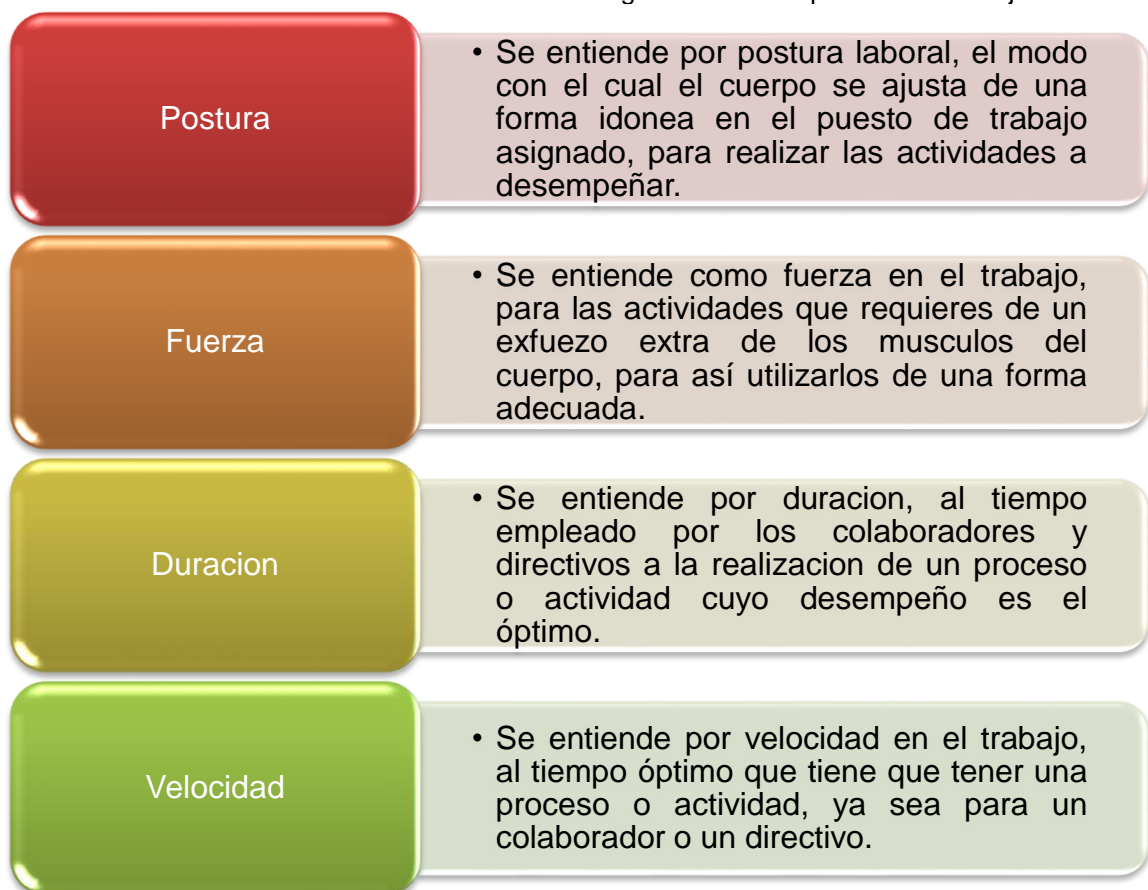 Postura
• Se entiende por postura laboral, el modo
con el cual el cuerpo se ajusta de una
forma idonea en el puesto de trabajo
asignado, para realizar las actividades a
desempeñar.
Fuerza
• Se entiende como fuerza en el trabajo,
para las actividades que requieres de un
exfuezo extra de los musculos del
cuerpo, para así utilizarlos de una forma
adecuada.
Duracion
• Se entiende por duracion, al tiempo
empleado por los colaboradores y
directivos a la realizacion de un proceso
o actividad cuyo desempeño es el
óptimo.
Velocidad
• Se entiende por velocidad en el trabajo,
al tiempo óptimo que tiene que tener una
proceso o actividad, ya sea para un
colaborador o un directivo.